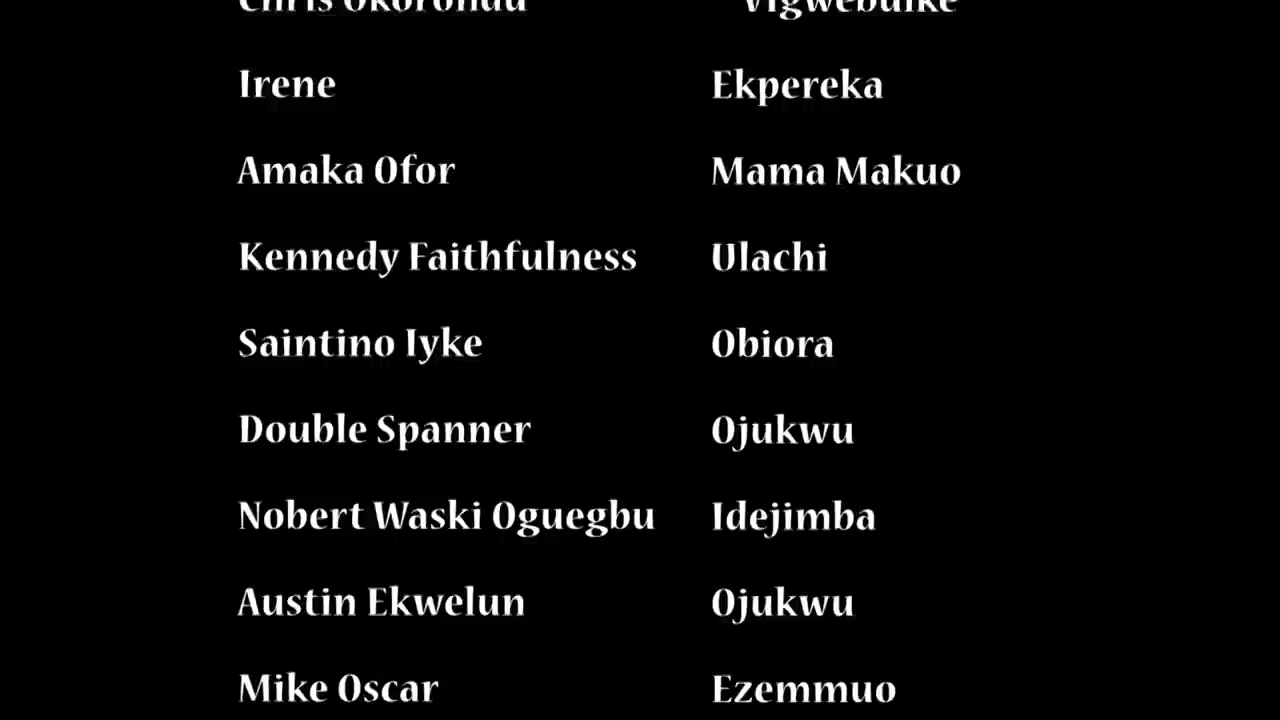 Chris
Irene Ekpereka
Amaka Ofor Mama Makuo
Kennedy Faithfulness Ulachi
Saintino Iyke Obiora
Double Spanner Ojukwu
Nobert Waski Oguegbu Idejimba
Austin Ekwelun Ojukwu
Mike Oscar Ezemmuo